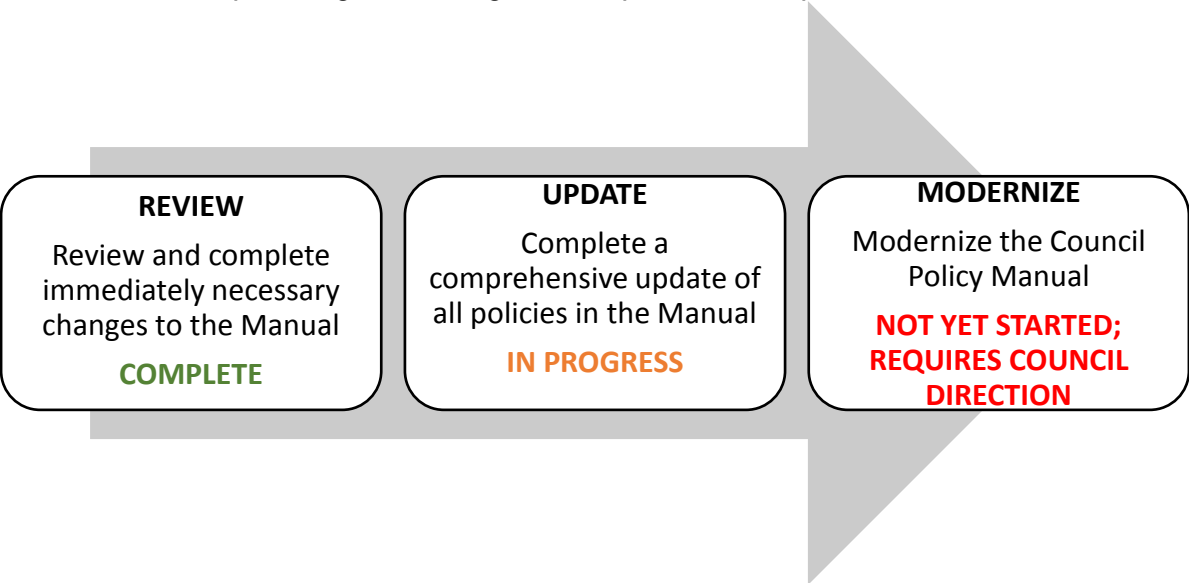 REVIEW
Review and complete
immediately necessary
changes to the Manual
COMPLETE
UPDATE
Complete a
comprehensive update of
all policies in the Manual
IN PROGRESS
MODERNIZE
Modernize the Council
Policy Manual
NOT YET STARTED;
REQUIRES COUNCIL
DIRECTION